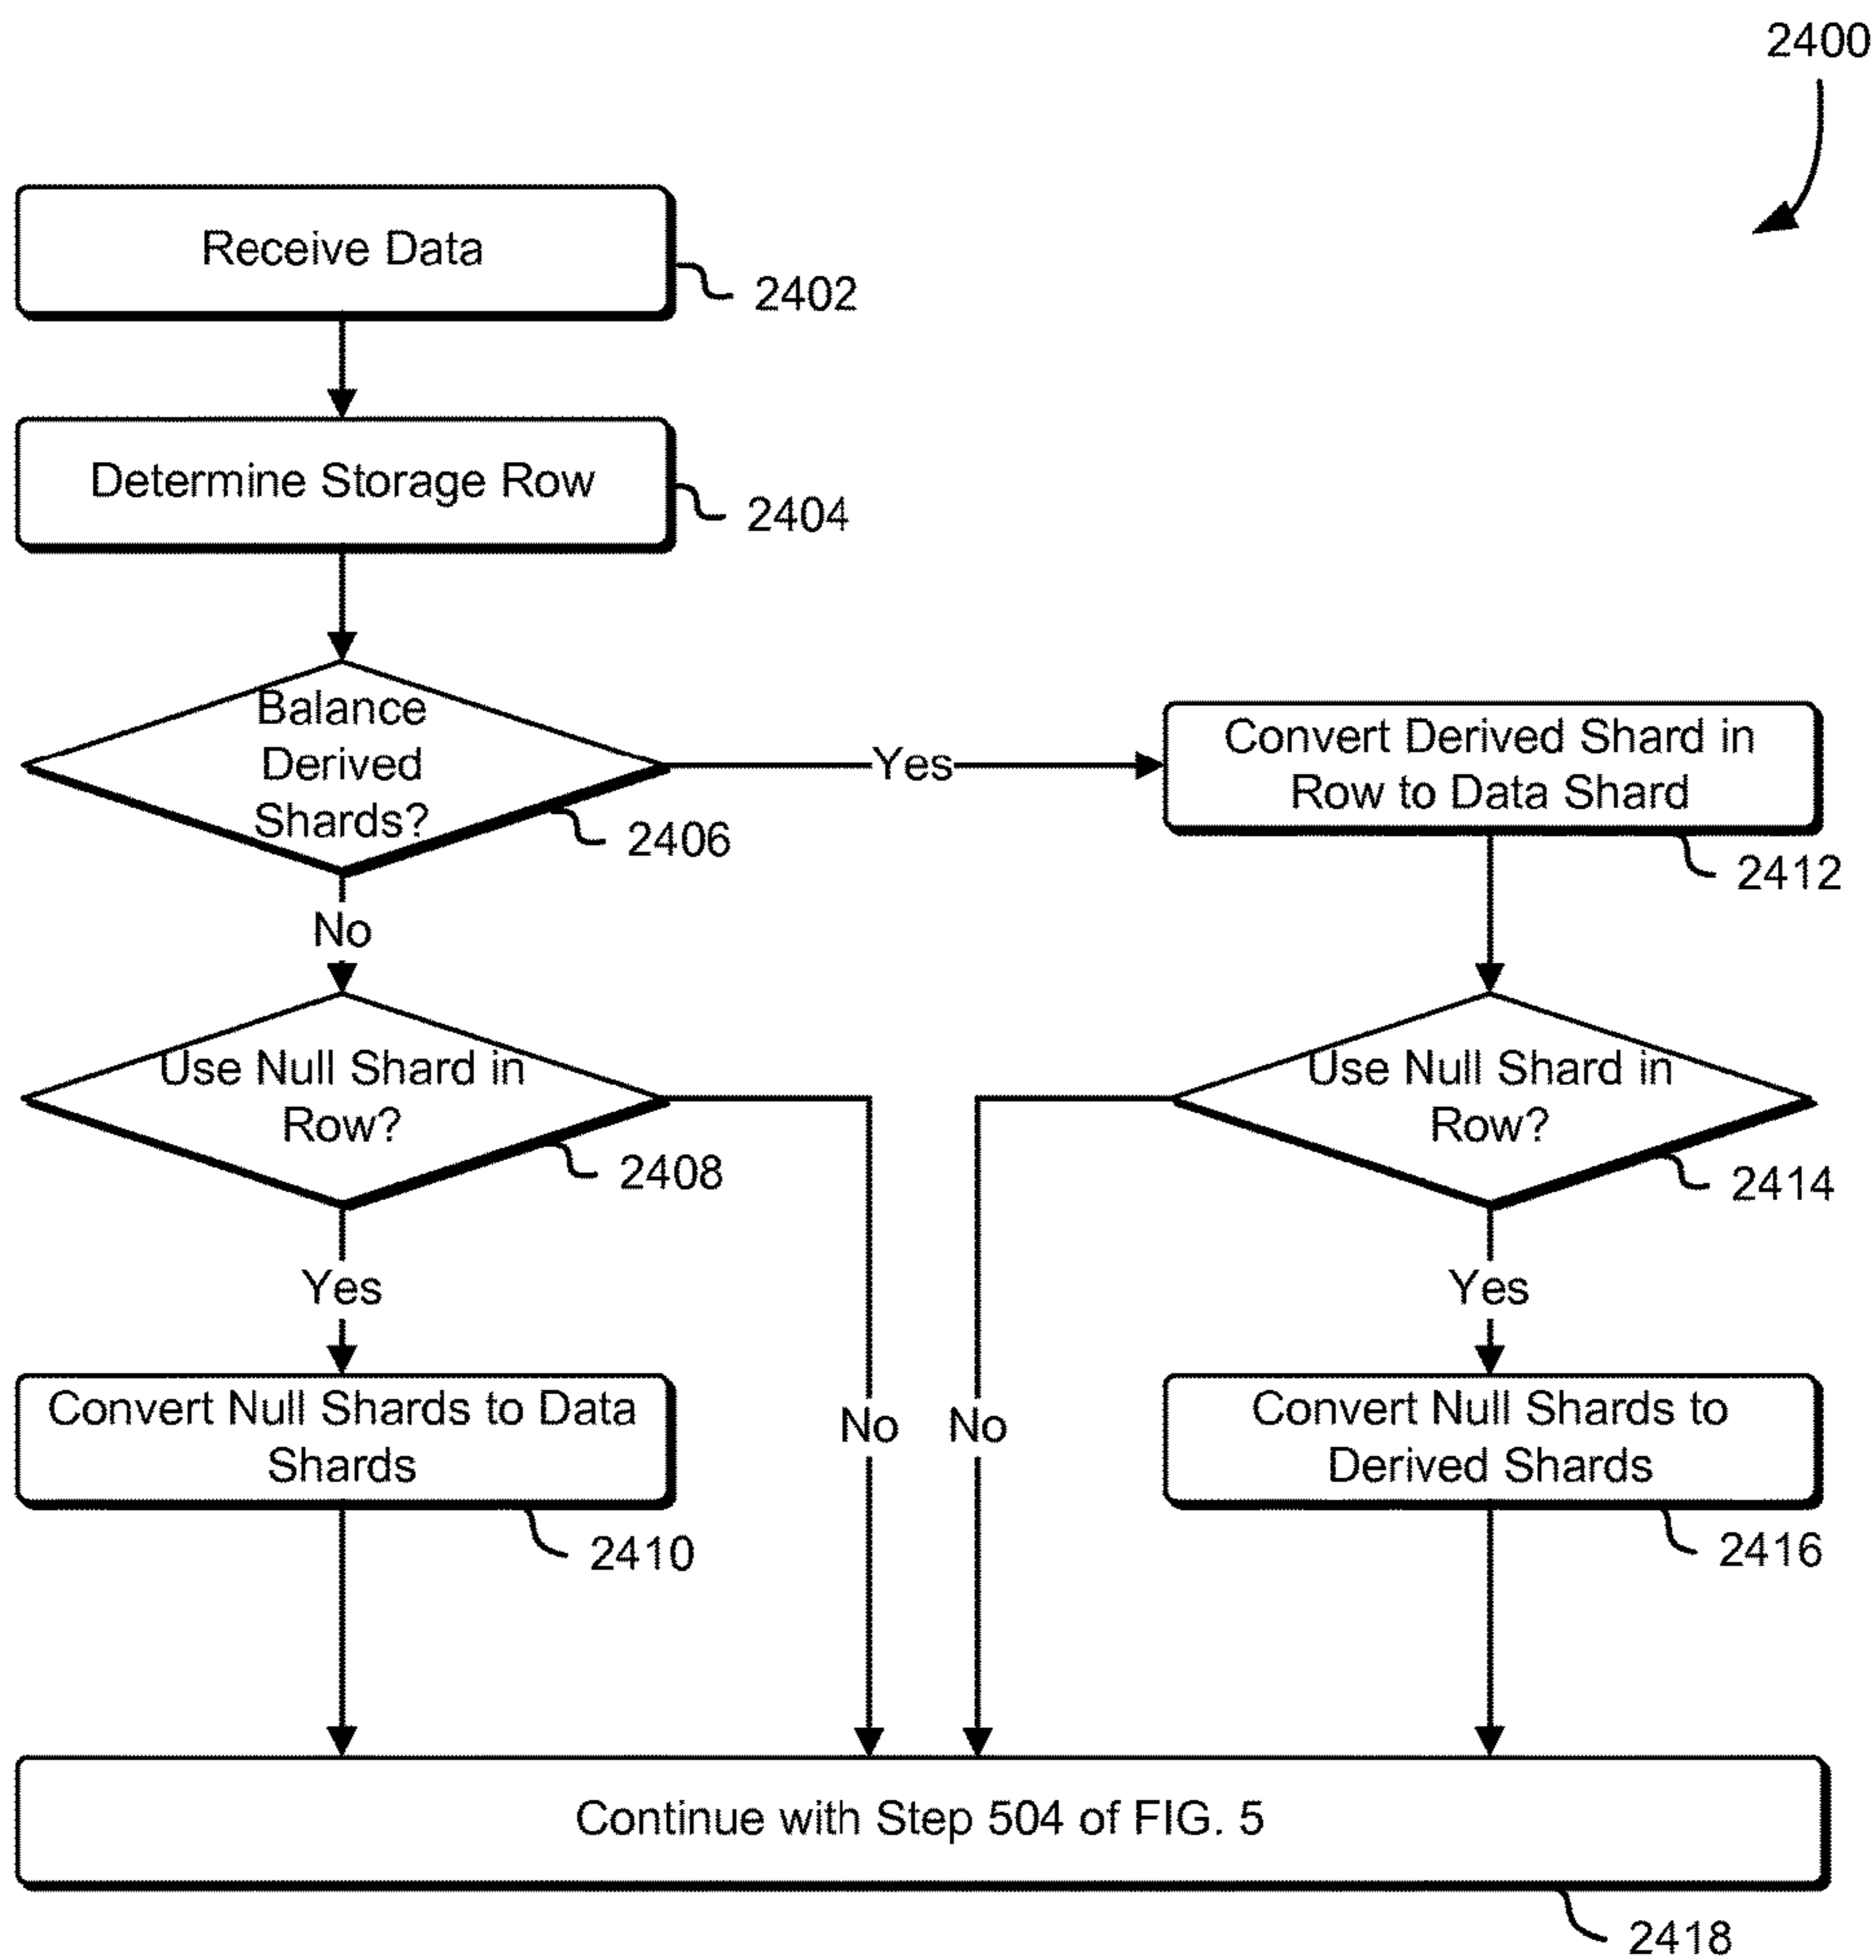 2400
Receive Data
2402
Determine Storage Row
2404
Balance
Derived
Shards?
2406
Yes
Convert Derived Shard in
Row to Data Shard
2412
No
Use Null Shard in
Row?
2408
Use Null Shard in
Row?
2414
Yes
Yes
Convert Null Shards to Data
Shards
2410
No
No
Convert Null Shards to
Derived Shards
2416
Continue with Step 504 of FIG. 5
2418